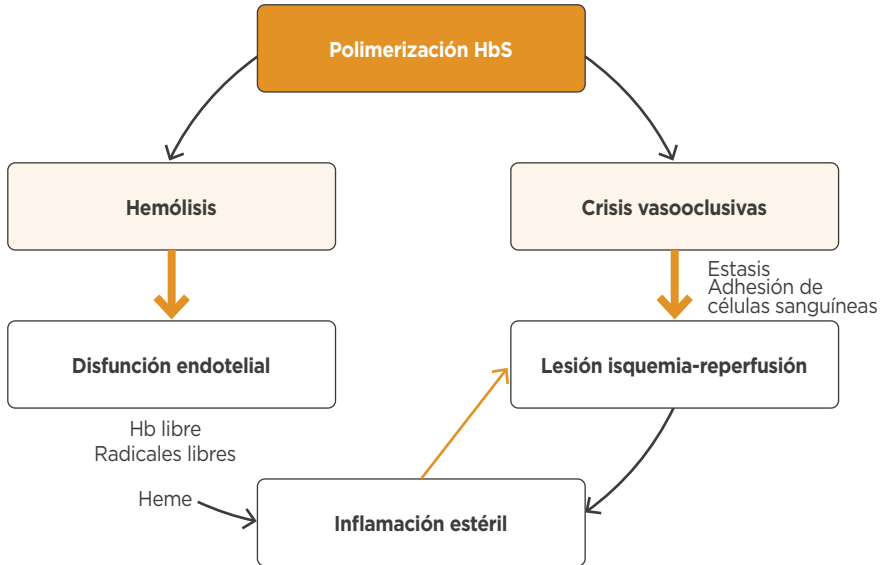 Polimerización HbS
Hemólisis
Crisis vasooclusivas
Estasis
Adhesión de
células sanguíneas
Disfunción endotelial
Lesión isquemia-reperfusión
Hb libre
Radicales libres
Heme
Inflamación estéril